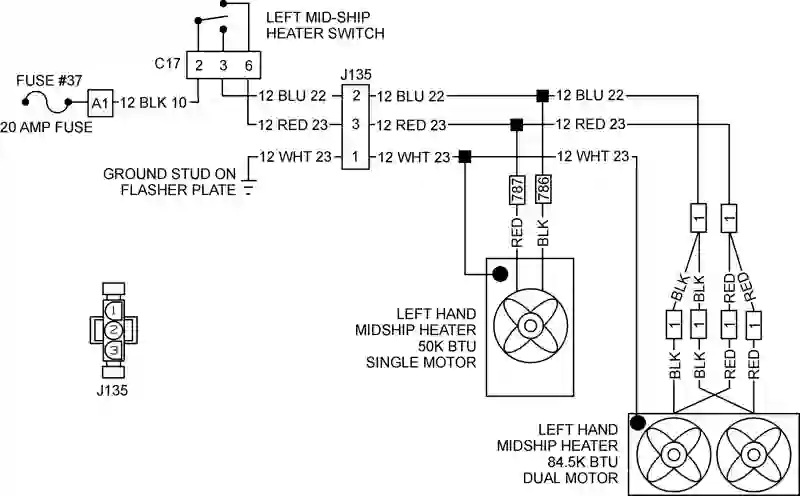 LEFT MID-SHIP
HEATER SWITCH
C17
2 3 6
J135
FUSE #37
A1
12 BLK 10
20 AMP FUSE
12 BLU 22 2 12 BLU 22 12 BLU 22
12 RED 23 3 12 RED 23 12 RED 23
12 WHT 23 1 12 WHT 23 12 WHT 23
GROUND STUD ON
FLASHER PLATE
787 786
RED BLK
1 1
BLK BLK RED RED
1 1 1 1
BLK RED RED RED
LEFT HAND
MIDSHIP HEATER
50K BTU
SINGLE MOTOR
1
2
3
J135
LEFT HAND
MIDSHIP HEATER
84.5K BTU
DUAL MOTOR